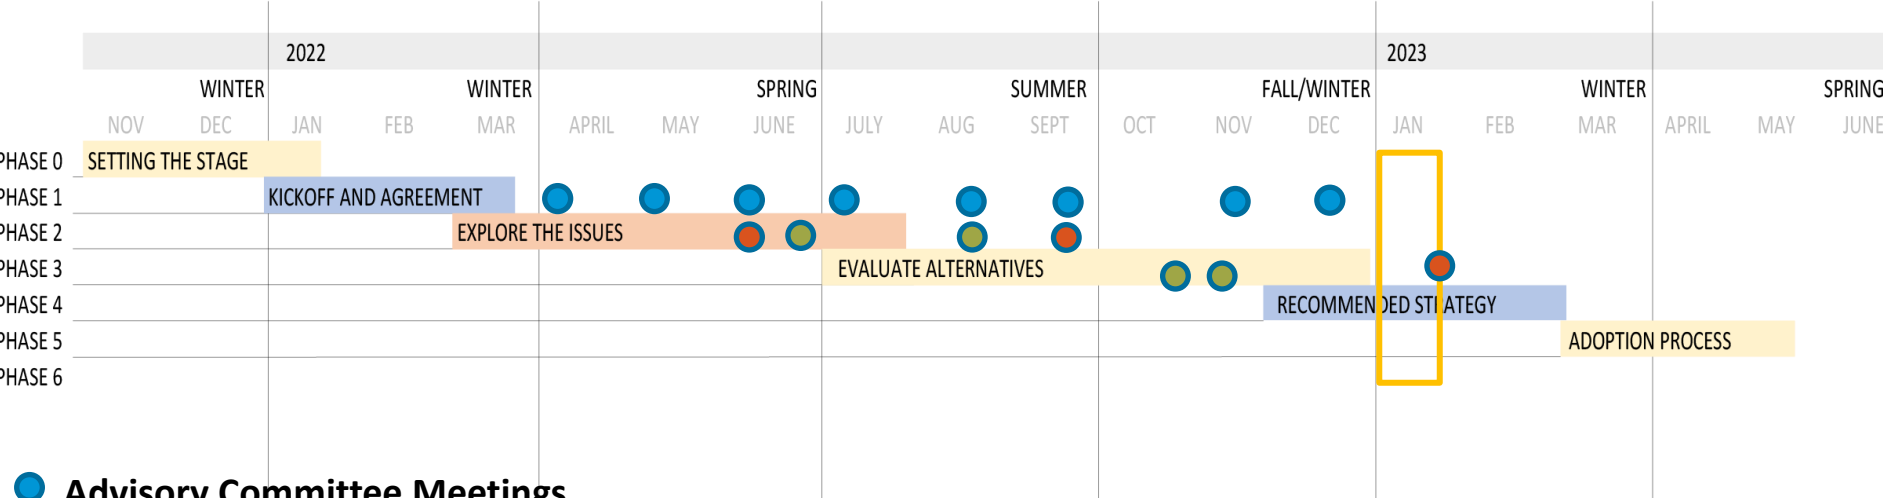 2022 2023
WINTER WINTER SPRING SUMMER FALL/WINTER WINTER SPRING
NOV DEC JAN FEB MAR APRIL MAY JUNE JULY AUG SEPT OCT NOV DEC JAN FEB MAR APRIL MAY JUNE
PHASE 0 SETTING THE STAGE
PHASE 1 KICKOFF AND AGREEMENT
PHASE 2 EXPLORE THE ISSUES
PHASE 3 EVALUATE ALTERNATIVES
PHASE 4 RECOMMENDED STRATEGY
PHASE 5 ADOPTION PROCESS
PHASE 6
Advisory Committee Meetings